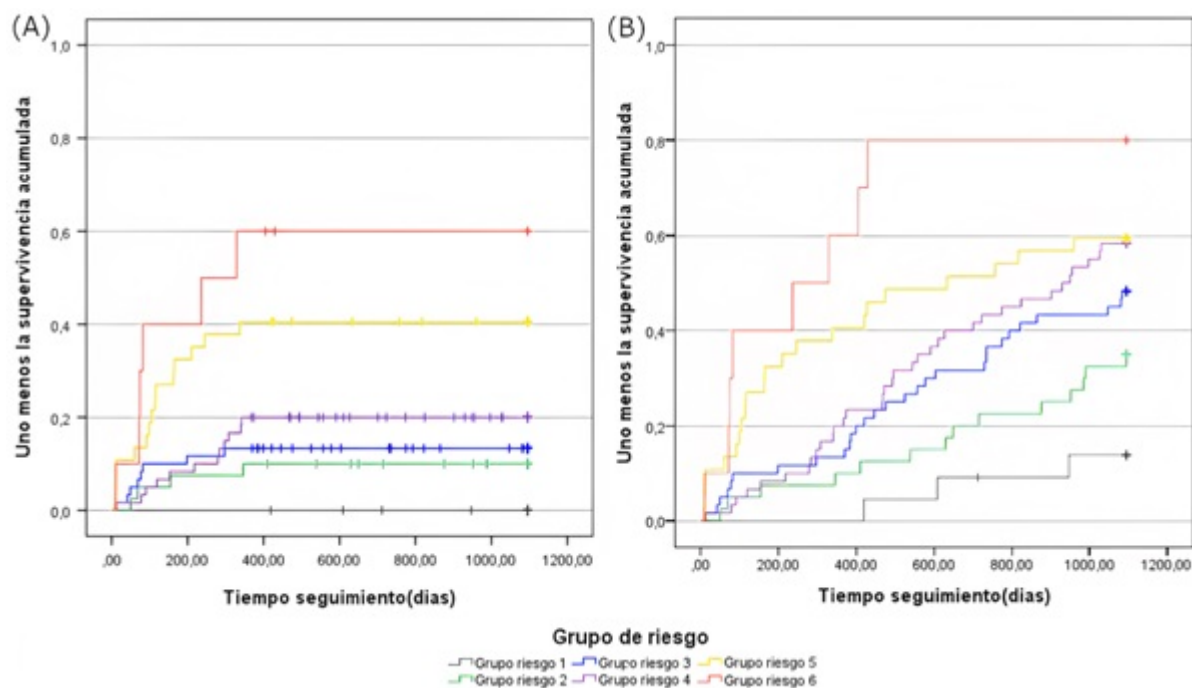 (A)
Uno menos la supervivencia acumulada
1,0
0,8
0,6
0,4
0,2
0,0
,00 200,00 400,00 600,00 800,00 1000,00 1200,00
Tiempo seguimiento(dias)
(B)
Uno menos la supervivencia acumulada
1,0
0,8
0,6
0,4
0,2
0,0
,00 200,00 400,00 600,00 800,00 1000,00 1200,00
Tiempo seguimiento(dias)
Grupo de riesgo
Grupo riesgo 1 Grupo riesgo 3 Grupo riesgo 5
Grupo riesgo 2 Grupo riesgo 4 Grupo riesgo 6